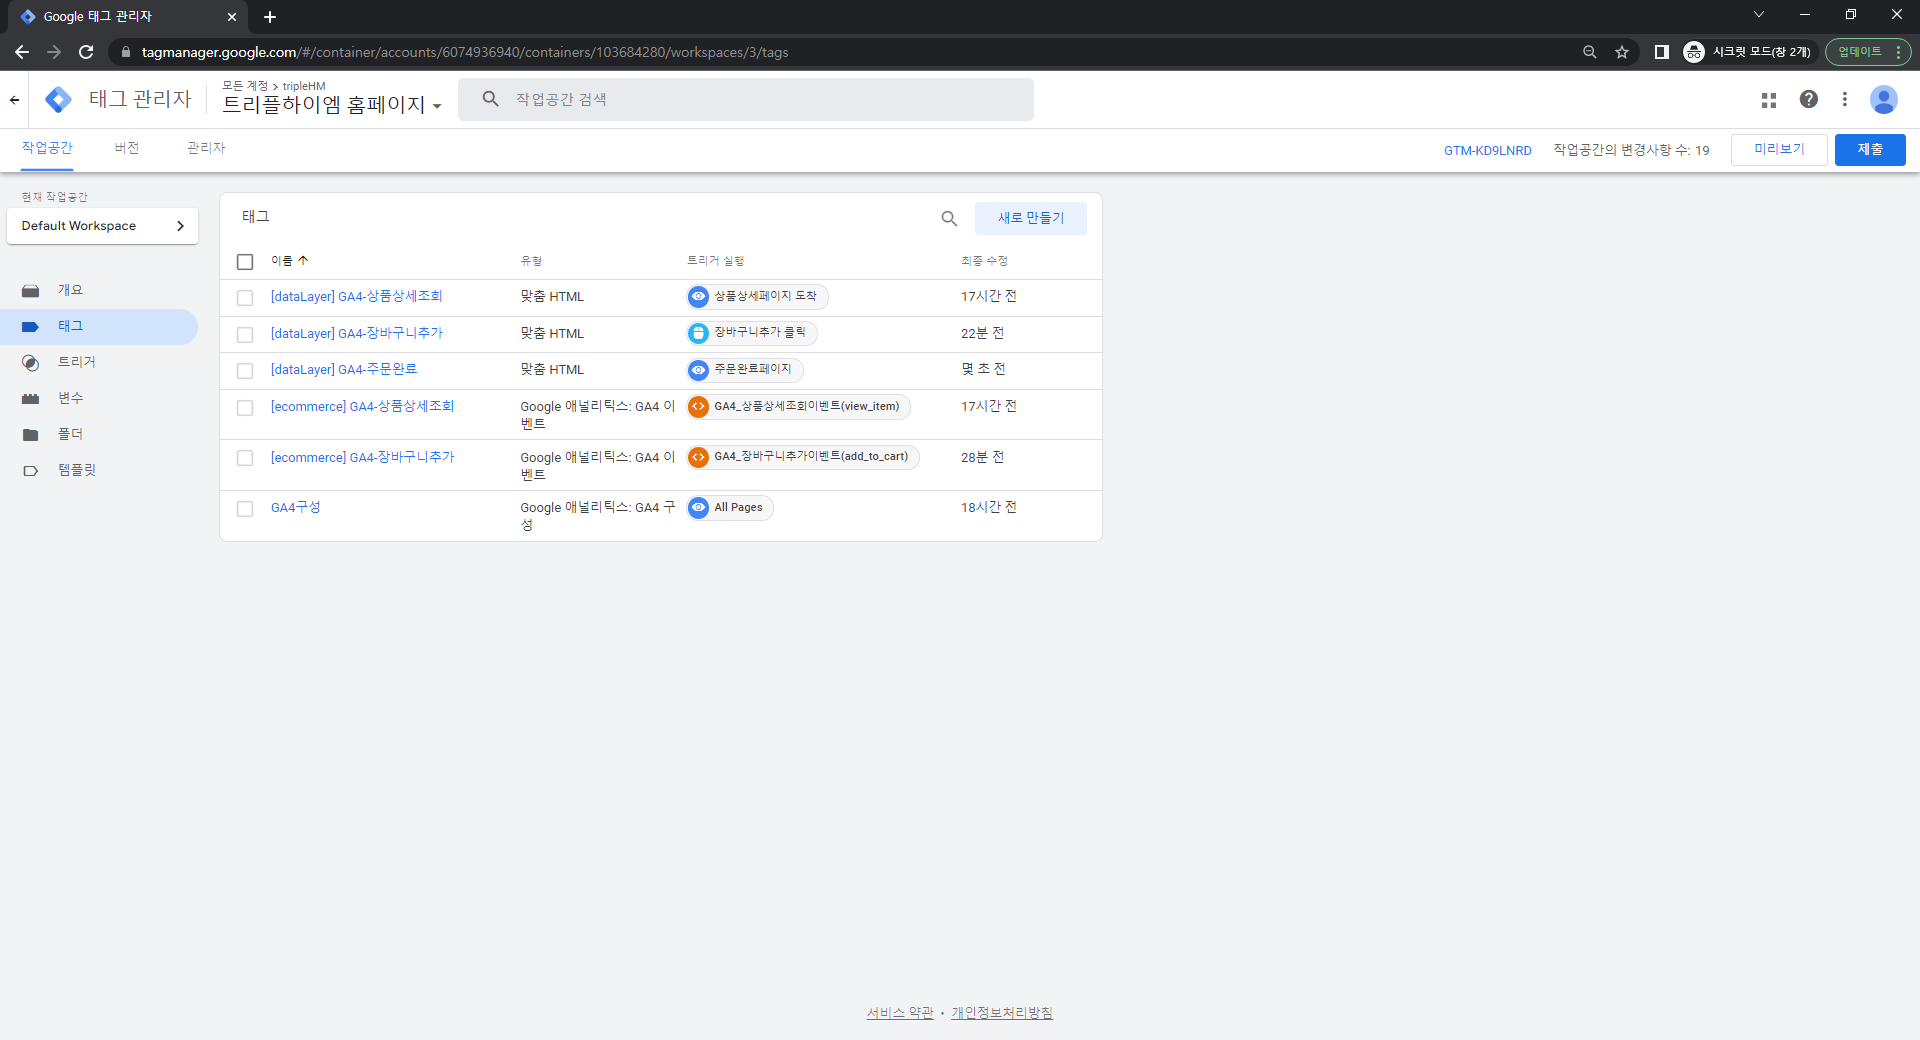 Google 태그 관리자
tagmanager.google.com/#/container/accounts/6074936940/containers/103684280/workspaces/3/tags
시크릿 모드(창 2개)
업데이트
태그 관리자
모든 계정 > tripleHM
트리플하이엠 홈페이지
작업공간 검색
작업공간 버전 관리자
GTM-KD9LNRD 작업공간의 변경사항 수: 19 미리보기 제출
현재 작업공간
Default Workspace
개요
태그
트리거
변수
폴더
템플릿
태그 새로 만들기
이름 유형 트리거 실행 최종 수정
[dataLayer] GA4-상품상세조회 맞춤 HTML 상품상세페이지 도착 17시간 전
[dataLayer] GA4-장바구니추가 맞춤 HTML 장바구니추가 클릭 22분 전
[dataLayer] GA4-주문완료 맞춤 HTML 주문완료페이지 몇 초 전
[ecommerce] GA4-상품상세조회 Google 애널리틱스: GA4 이 GA4_상품상세조회이벤트(view_item) 17시간 전
벤트
[ecommerce] GA4-장바구니추가 Google 애널리틱스: GA4 이 GA4_장바구니추가이벤트(add_to_cart) 28분 전
벤트
GA4구성 Google 애널리틱스: GA4 구 All Pages 18시간 전
성
서비스 약관 · 개인정보처리방침